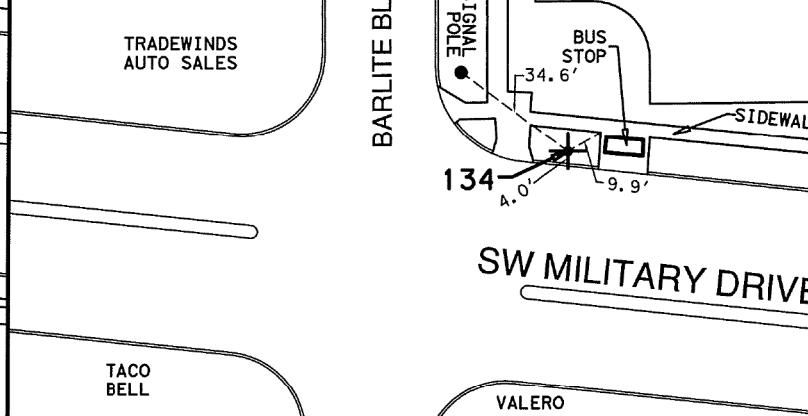 TRADEWINDS
AUTO SALES
BARLITE BL
IGNAL
POLE
34.6'
BUS
STOP
SIDEWAL
134
4.0'
9.9'
SW MILITARY DRIVE
TACO
BELL
VALERO